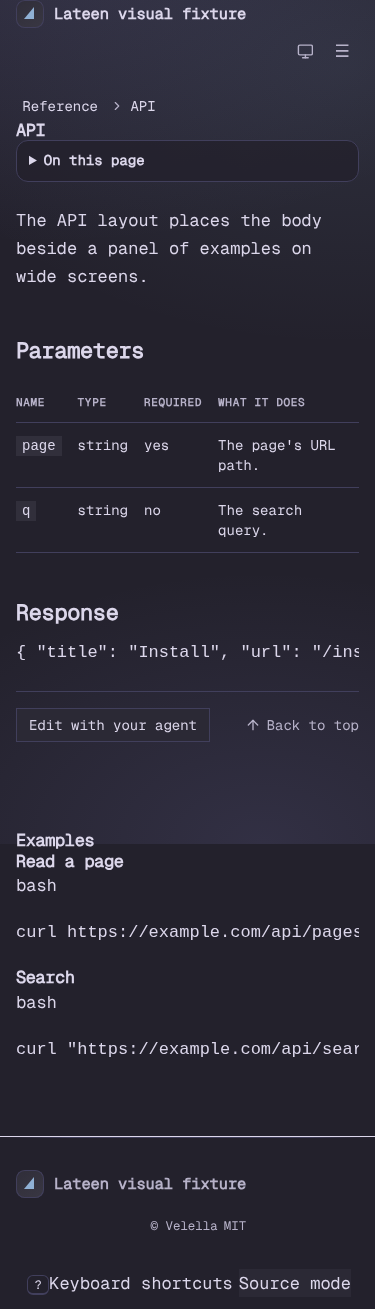 Lateen visual fixture
Reference > API
API
On this page
The API layout places the body
beside a panel of examples on
wide screens.
Parameters
NAME TYPE REQUIRED WHAT IT DOES
page string yes The page's URL
path.
q string no The search
query.
Response
{ "title": "Install", "url": "/ins
Edit with your agent ↑ Back to top
Examples
Read a page
bash
curl https://example.com/api/pages
Search
bash
curl "https://example.com/api/sear
Lateen visual fixture
© Velella MIT
? Keyboard shortcuts Source mode